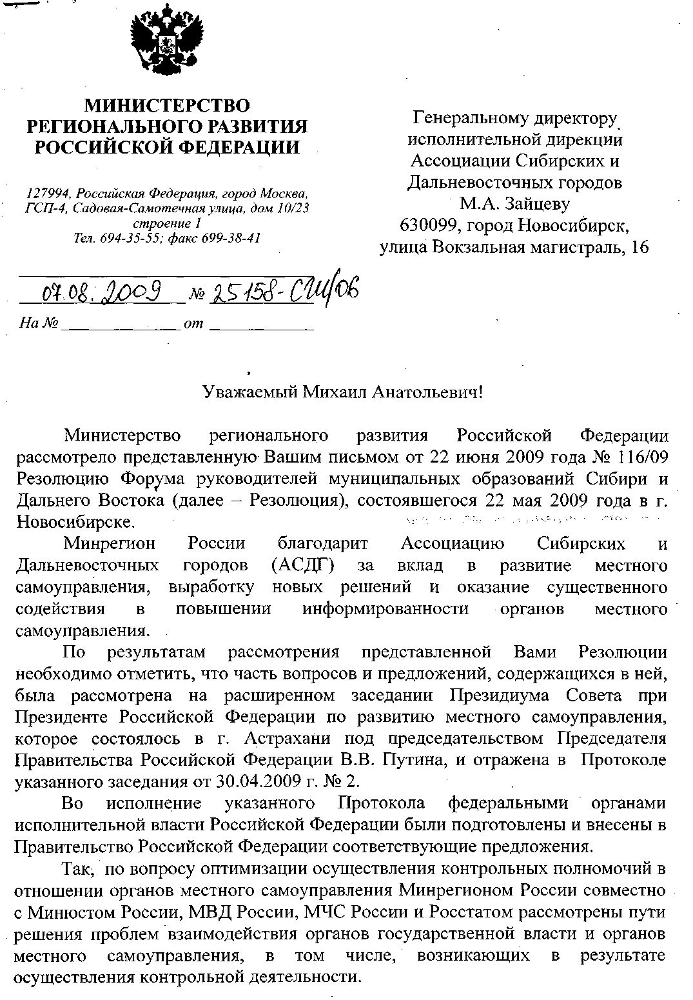 МИНИСТЕРСТВО
РЕГИОНАЛЬНОГО РАЗВИТИЯ
РОССИЙСКОЙ ФЕДЕРАЦИИ
127994, Российская Федерация, город Москва,
ГСП-4, Садовая-Самотечная улица, дом 10/23
строение 1
Тел. 694-35-55; факс 699-38-41
07.08.2009 № 25158-СМ/06
На № от
Генеральному директору
исполнительной дирекции
Ассоциации Сибирских и
Дальневосточных городов
М.А. Зайцеву
630099, город Новосибирск,
улица Вокзальная магистраль, 16
Уважаемый Михаил Анатольевич!
Министерство регионального развития Российской Федерации
рассмотрело представленную Вашим письмом от 22 июня 2009 года № 116/09
Резолюцию Форума руководителей муниципальных образований Сибири и
Дальнего Востока (далее – Резолюция), состоявшегося 22 мая 2009 года в г.
Новосибирске.
Минрегион России благодарит Ассоциацию Сибирских и
Дальневосточных городов (АСДГ) за вклад в развитие местного
самоуправления, выработку новых решений и оказание существенного
содействия в повышении информированности органов местного
самоуправления.
По результатам рассмотрения представленной Вами Резолюции
необходимо отметить, что часть вопросов и предложений, содержащихся в ней,
была рассмотрена на расширенном заседании Президиума Совета при
Президенте Российской Федерации по развитию местного самоуправления,
которое состоялось в г. Астрахани под председательством Председателя
Правительства Российской Федерации В.В. Путина, и отражена в Протоколе
указанного заседания от 30.04.2009 г. № 2.
Во исполнение указанного Протокола федеральными органами
исполнительной власти Российской Федерации были подготовлены и внесены в
Правительство Российской Федерации соответствующие предложения.
Так, по вопросу оптимизации осуществления контрольных полномочий в
отношении органов местного самоуправления Минрегионом России совместно
с Минюстом России, МВД России, МЧС России и Росстатом рассмотрены пути
решения проблем взаимодействия органов государственной власти и органов
местного самоуправления, в том числе, возникающих в результате
осуществления контрольной деятельности.